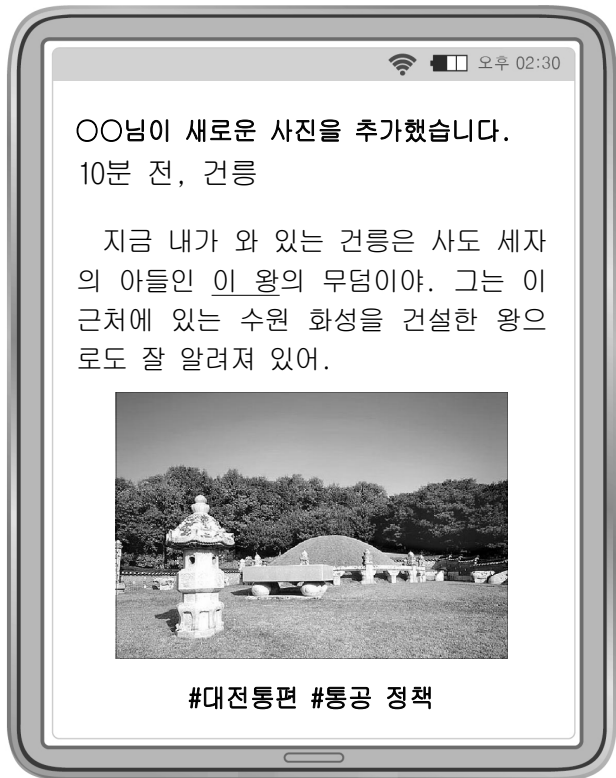 오후 02:30
○○님이 새로운 사진을 추가했습니다.
10분 전, 건릉
지금 내가 와 있는 건릉은 사도 세자
의 아들인 이 왕의 무덤이야. 그는 이
근처에 있는 수원 화성을 건설한 왕으
로도 잘 알려져 있어.
#대전통편 #통공 정책